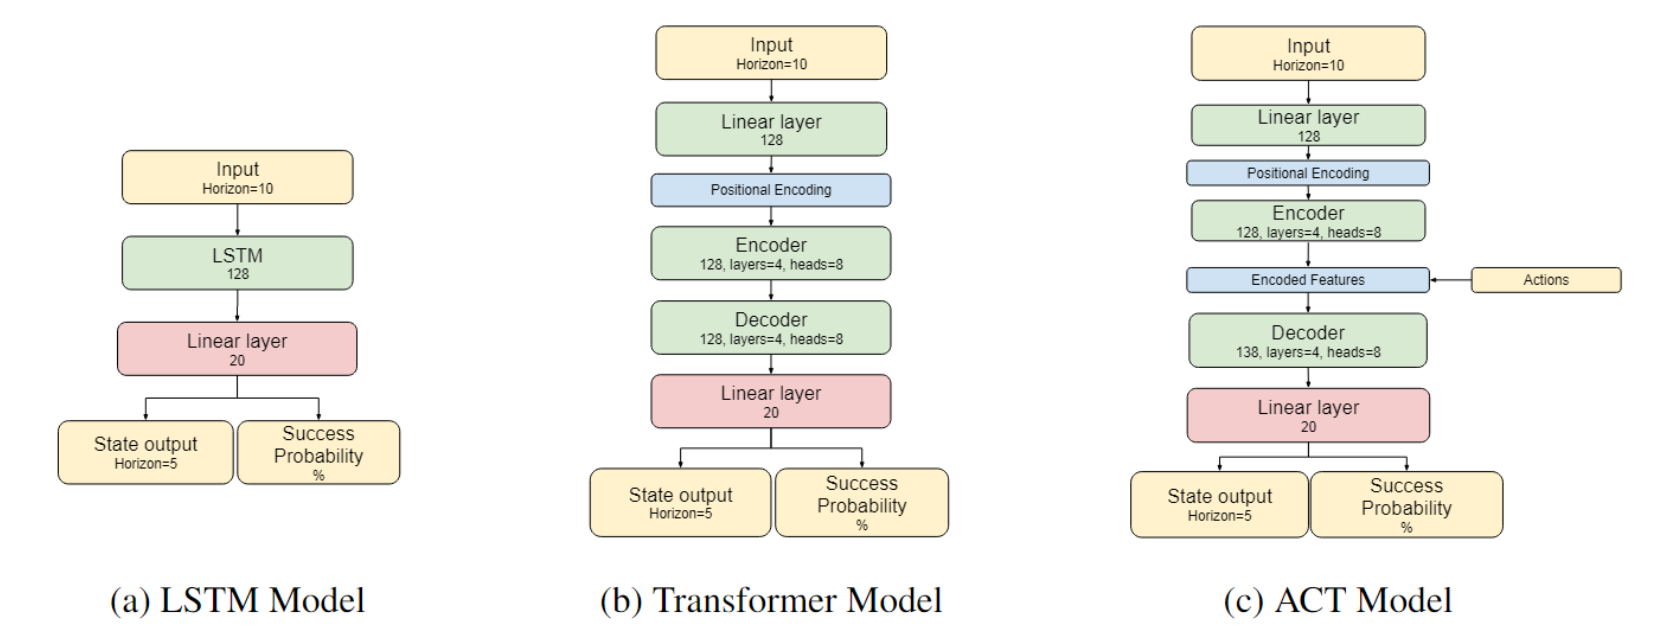 Input
Horizon=10
LSTM
128
Linear layer
20
State output
Horizon=5
Success
Probability
%
(a) LSTM Model
Input
Horizon=10
Linear layer
128
Positional Encoding
Encoder
128, layers=4, heads=8
Decoder
128, layers=4, heads=8
Linear layer
20
State output
Horizon=5
Success
Probability
%
(b) Transformer Model
Input
Horizon=10
Linear layer
128
Positional Encoding
Encoder
128, layers=4, heads=8
Encoded Features
Actions
Decoder
138, layers=4, heads=8
Linear layer
20
State output
Horizon=5
Success
Probability
%
(c) ACT Model